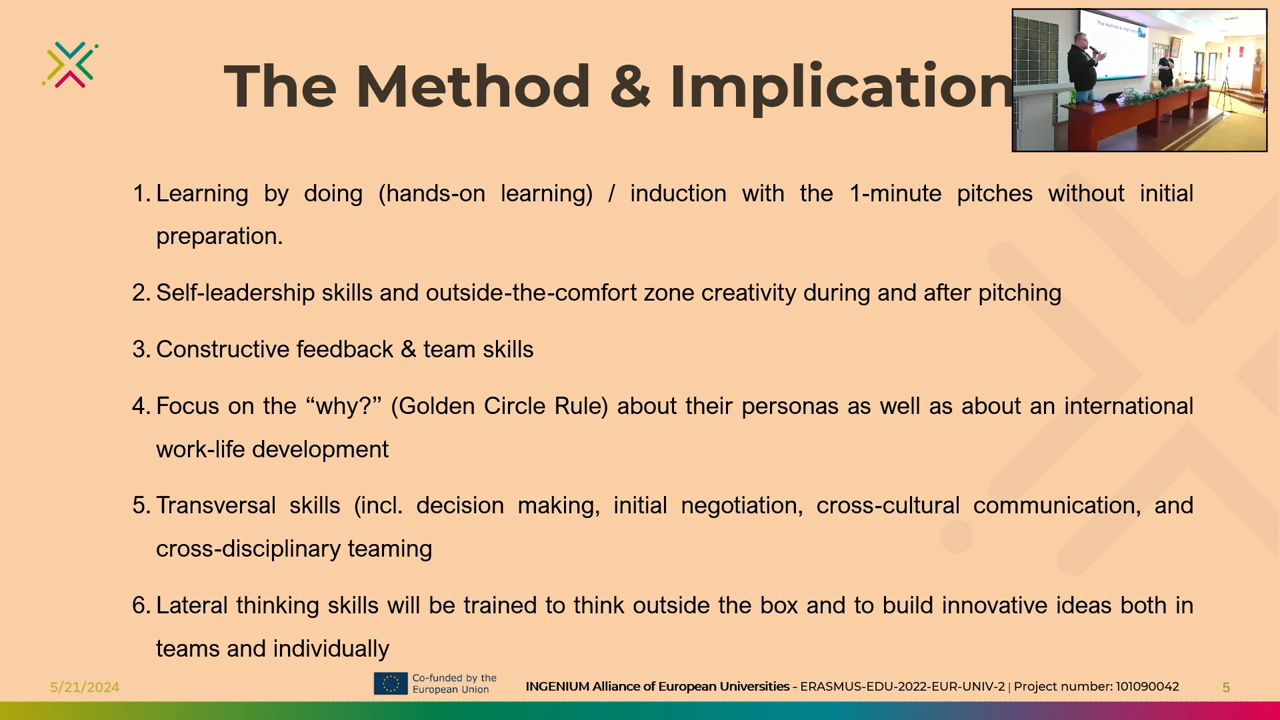 The Method & Implication
1. Learning by doing (hands-on learning) / induction with the 1-minute pitches without initial
preparation.
2. Self-leadership skills and outside-the-comfort zone creativity during and after pitching
3. Constructive feedback & team skills
4. Focus on the “why?” (Golden Circle Rule) about their personas as well as about an international
work-life development
5. Transversal skills (incl. decision making, initial negotiation, cross-cultural communication, and
cross-disciplinary teaming
6. Lateral thinking skills will be trained to think outside the box and to build innovative ideas both in
teams and individually
5/21/2024
Co-funded by the
European Union
INGENIUM Alliance of European Universities - ERASMUS-EDU-2022-EUR-UNIV-2 | Project number: 101090042
5